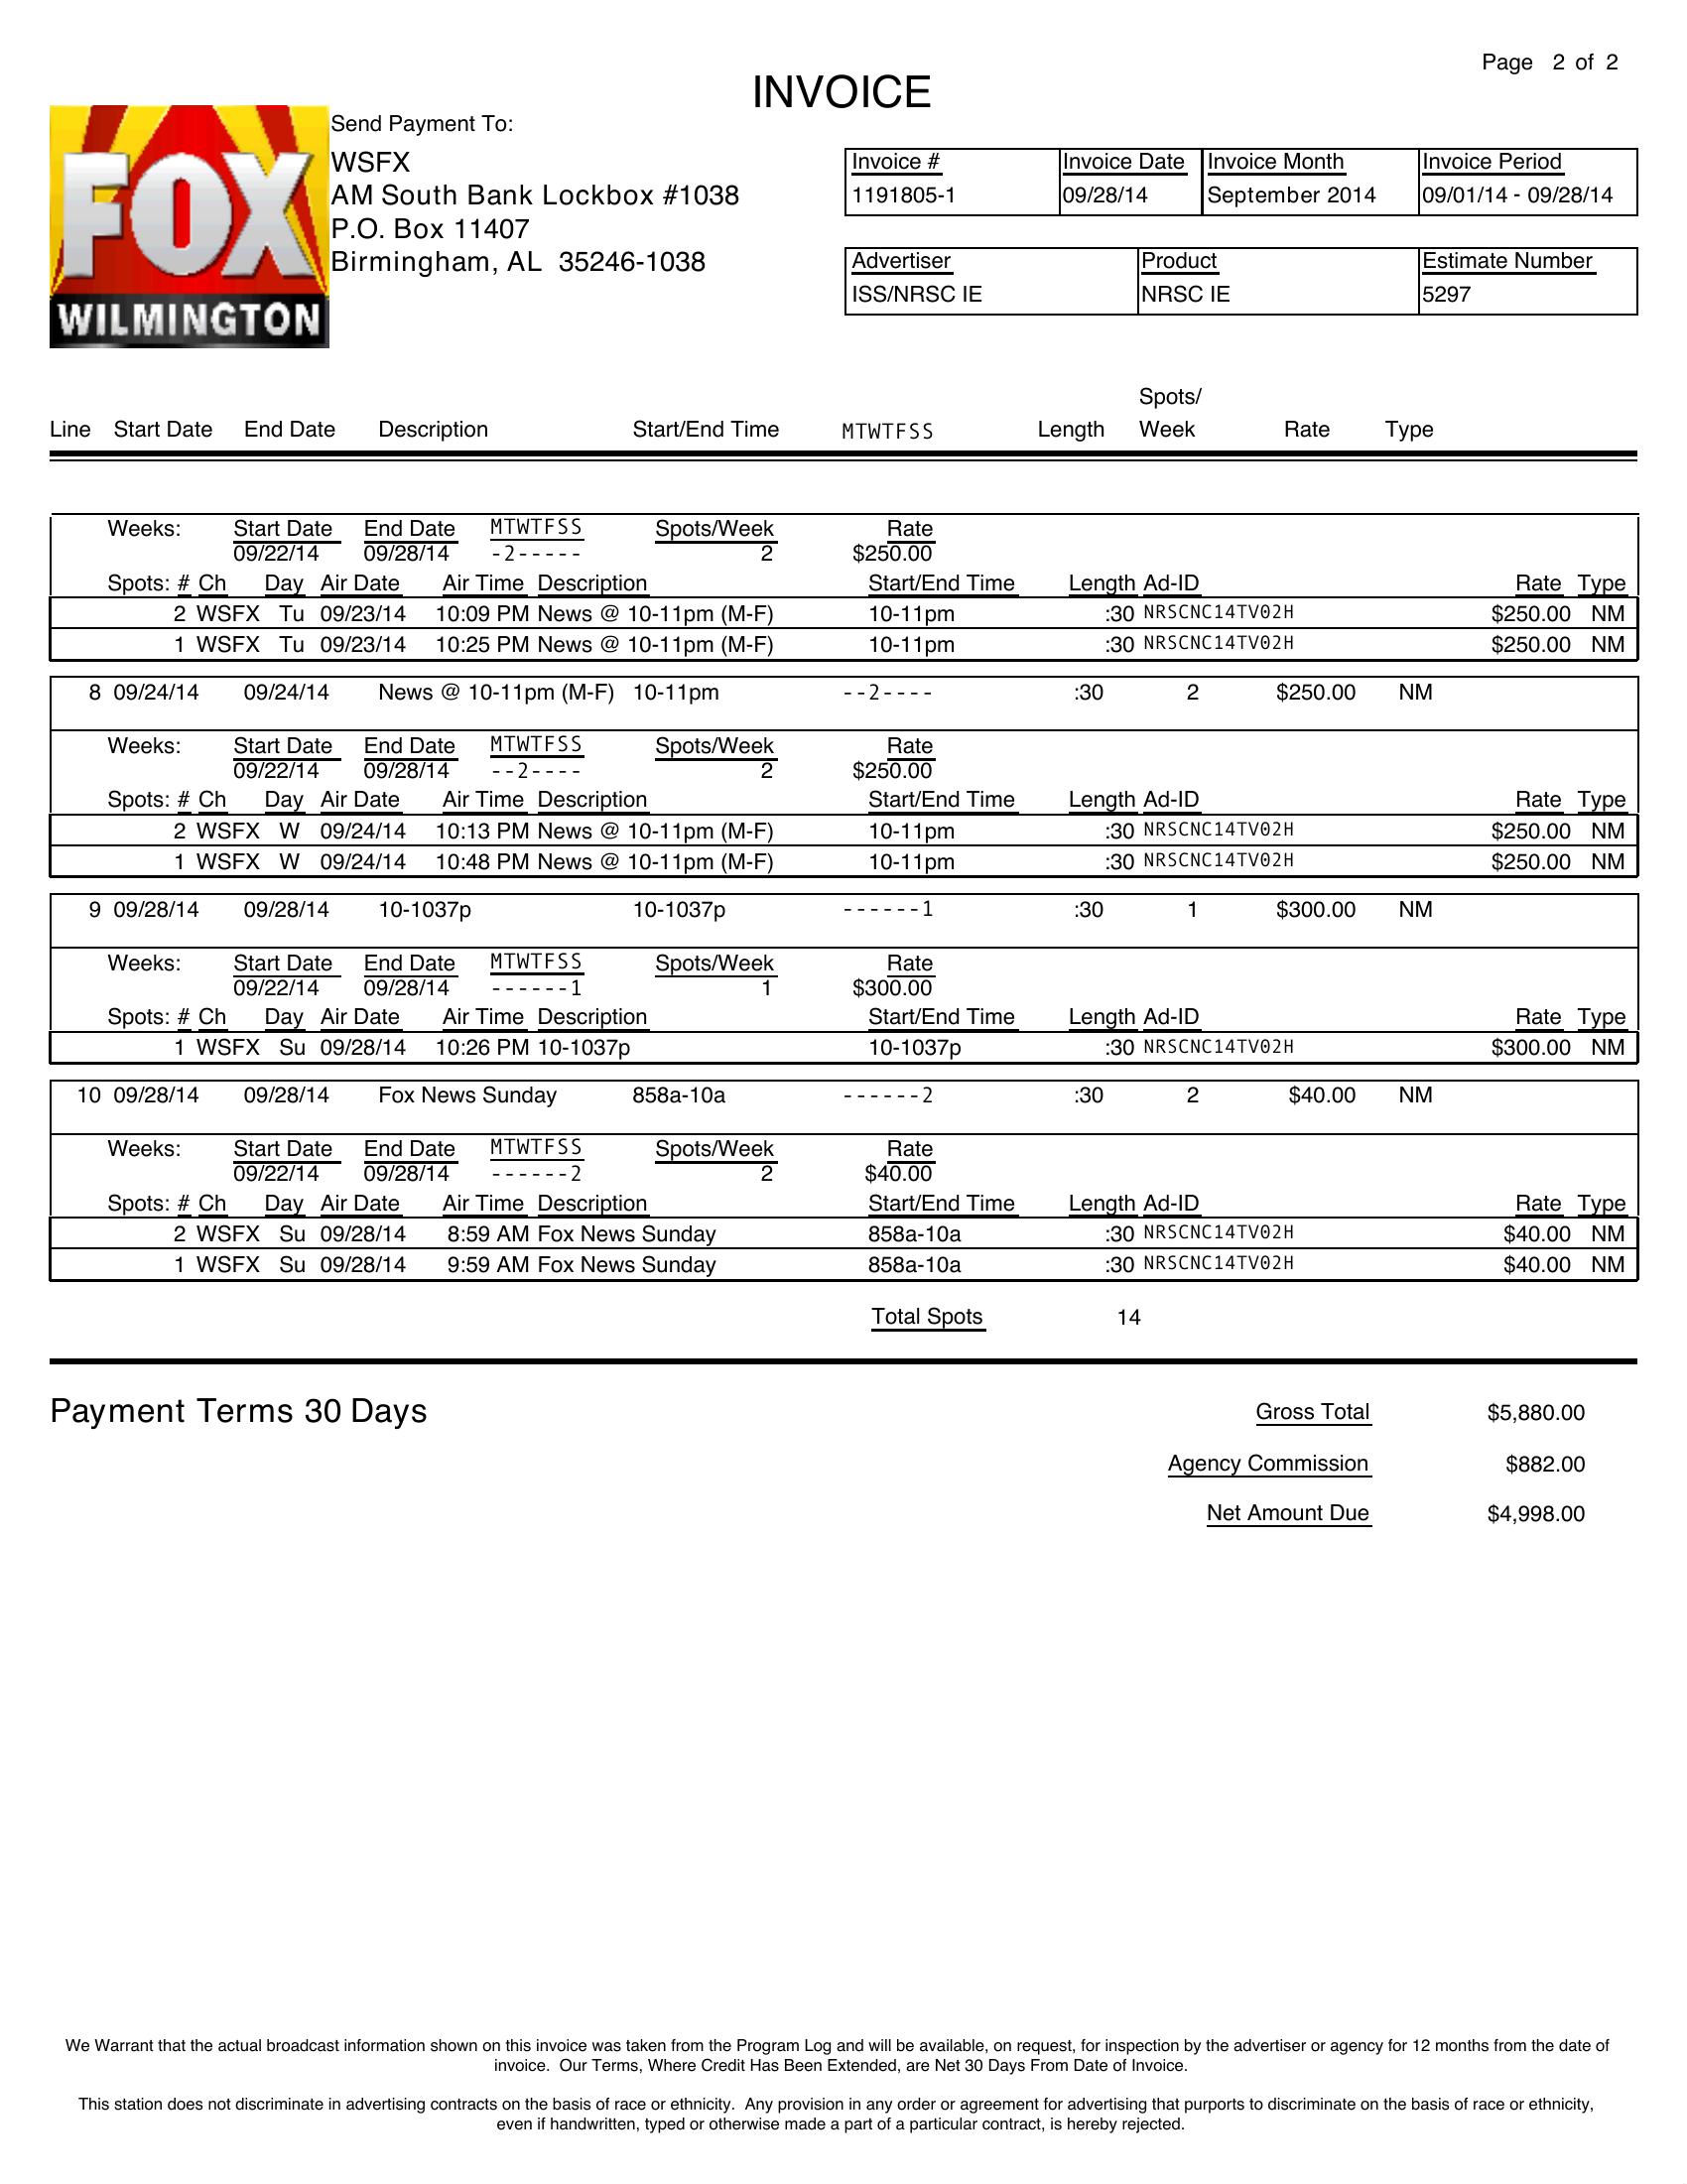 Page 2 of 2
INVOICE
FOX
WILMINGTON
Send Payment To:
WSFX
AM South Bank Lockbox #1038
P.O. Box 11407
Birmingham, AL 35246-1038
Invoice # Invoice Date Invoice Month Invoice Period
1191805-1 09/28/14 September 2014 09/01/14 - 09/28/14
Advertiser Product Estimate Number
ISS/NRSC IE NRSC IE 5297
Spots/
Line Start Date End Date Description Start/End Time MTWTFSS Length Week Rate Type
Weeks: Start Date End Date MTWTFSS Spots/Week Rate
09/22/14 09/28/14 -2----- 2 $250.00
Spots: # Ch Day Air Date Air Time Description Start/End Time Length Ad-ID Rate Type
2 WSFX Tu 09/23/14 10:09 PM News @ 10-11pm (M-F) 10-11pm :30 NRSCNC14TV02H $250.00 NM
1 WSFX Tu 09/23/14 10:25 PM News @ 10-11pm (M-F) 10-11pm :30 NRSCNC14TV02H $250.00 NM
8 09/24/14 09/24/14 News @ 10-11pm (M-F) 10-11pm --2---- :30 2 $250.00 NM
Weeks: Start Date End Date MTWTFSS Spots/Week Rate
09/22/14 09/28/14 --2---- 2 $250.00
Spots: # Ch Day Air Date Air Time Description Start/End Time Length Ad-ID Rate Type
2 WSFX W 09/24/14 10:13 PM News @ 10-11pm (M-F) 10-11pm :30 NRSCNC14TV02H $250.00 NM
1 WSFX W 09/24/14 10:48 PM News @ 10-11pm (M-F) 10-11pm :30 NRSCNC14TV02H $250.00 NM
9 09/28/14 09/28/14 10-1037p 10-1037p ------1 :30 1 $300.00 NM
Weeks: Start Date End Date MTWTFSS Spots/Week Rate
09/22/14 09/28/14 ------1 1 $300.00
Spots: # Ch Day Air Date Air Time Description Start/End Time Length Ad-ID Rate Type
1 WSFX Su 09/28/14 10:26 PM 10-1037p 10-1037p :30 NRSCNC14TV02H $300.00 NM
10 09/28/14 09/28/14 Fox News Sunday 858a-10a ------2 :30 2 $40.00 NM
Weeks: Start Date End Date MTWTFSS Spots/Week Rate
09/22/14 09/28/14 ------2 2 $40.00
Spots: # Ch Day Air Date Air Time Description Start/End Time Length Ad-ID Rate Type
2 WSFX Su 09/28/14 8:59 AM Fox News Sunday 858a-10a :30 NRSCNC14TV02H $40.00 NM
1 WSFX Su 09/28/14 9:59 AM Fox News Sunday 858a-10a :30 NRSCNC14TV02H $40.00 NM
Total Spots 14
Payment Terms 30 Days
Gross Total $5,880.00
Agency Commission $882.00
Net Amount Due $4,998.00
We Warrant that the actual broadcast information shown on this invoice was taken from the Program Log and will be available, on request, for inspection by the advertiser or agency for 12 months from the date of
invoice. Our Terms, Where Credit Has Been Extended, are Net 30 Days From Date of Invoice.
This station does not discriminate in advertising contracts on the basis of race or ethnicity. Any provision in any order or agreement for advertising that purports to discriminate on the basis of race or ethnicity,
even if handwritten, typed or otherwise made a part of a particular contract, is hereby rejected.